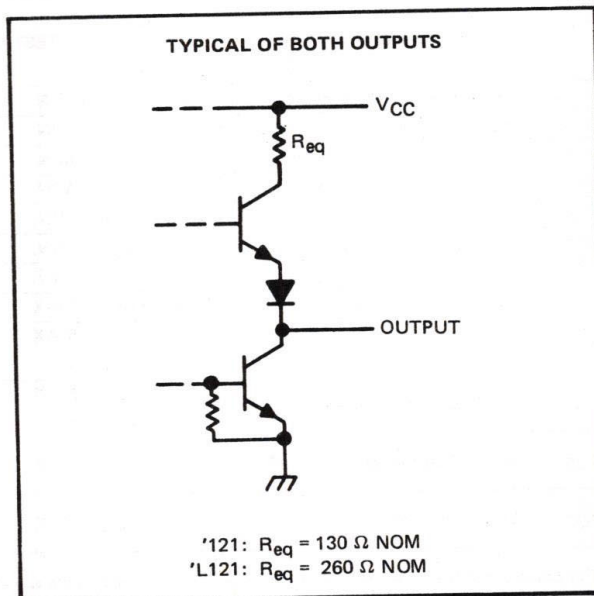 TYPICAL OF BOTH OUTPUTS
VCC
Req
OUTPUT
'121: Req = 130 Ω NOM
'L121: Req = 260 Ω NOM